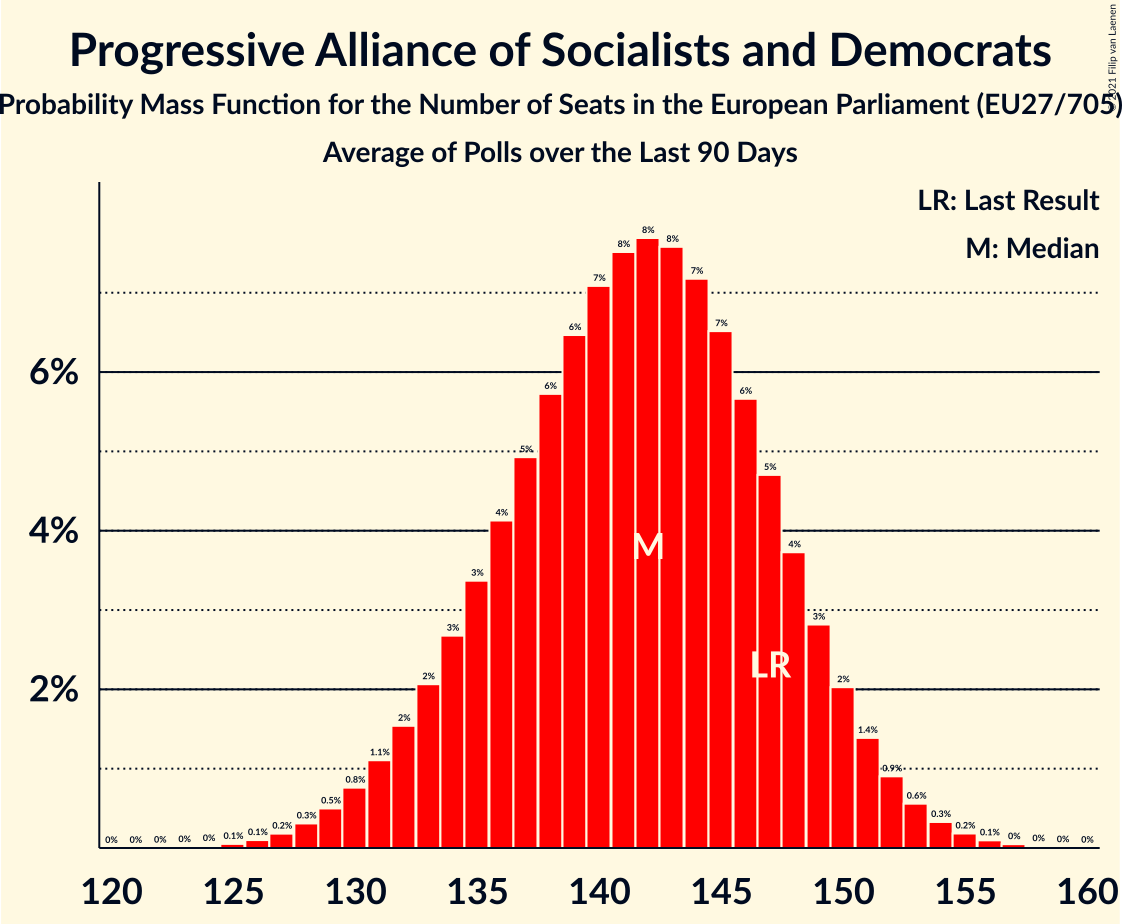 Progressive Alliance of Socialists and Democrats
Probability Mass Function for the Number of Seats in the European Parliament (EU27/705)
Average of Polls over the Last 90 Days
© 2021 Filip van Laenen
LR: Last Result
M: Median
6%
4%
2%
0% 0% 0% 0% 0% 0.1% 0.1% 0.2% 0.3% 0.5% 0.8% 1.1% 2% 2% 3% 3% 4% 5% 6% 6% 7% 8% 8% 8% 7% 7% 6% 5% 4% 3% 2% 1.4% 0.9% 0.6% 0.3% 0.2% 0.1% 0% 0% 0% 0%
M
LR
120 125 130 135 140 145 150 155 160